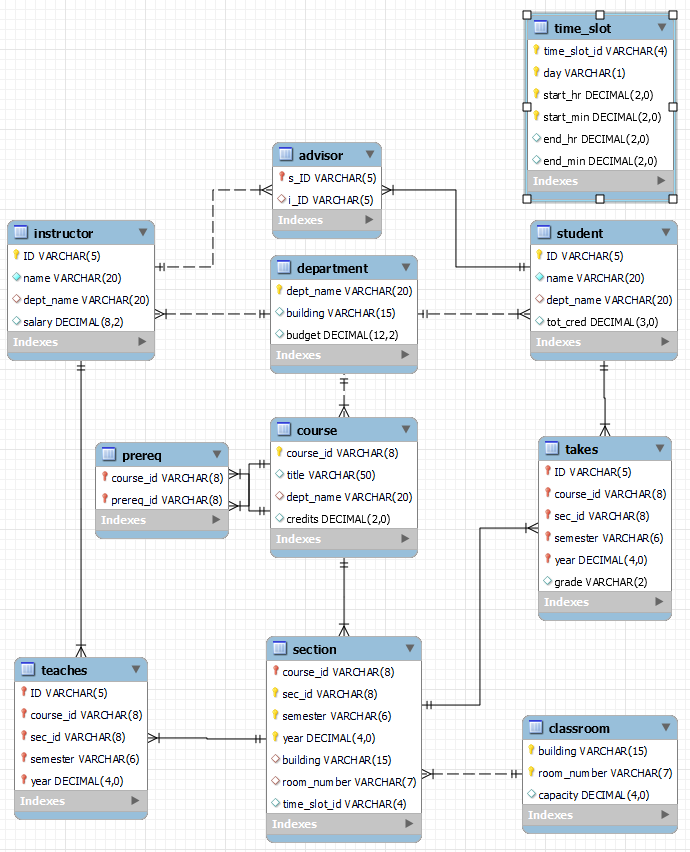 time_slot
time_slot_id VARCHAR(4)
day VARCHAR(1)
start_hr DECIMAL(2,0)
start_min DECIMAL(2,0)
end_hr DECIMAL(2,0)
end_min DECIMAL(2,0)
Indexes
advisor
s_ID VARCHAR(5)
i_ID VARCHAR(5)
Indexes
instructor
ID VARCHAR(5)
name VARCHAR(20)
dept_name VARCHAR(20)
salary DECIMAL(8,2)
Indexes
department
dept_name VARCHAR(20)
building VARCHAR(15)
budget DECIMAL(12,2)
Indexes
student
ID VARCHAR(5)
name VARCHAR(20)
dept_name VARCHAR(20)
tot_cred DECIMAL(3,0)
Indexes
prereq
course_id VARCHAR(8)
prereq_id VARCHAR(8)
Indexes
course
course_id VARCHAR(8)
title VARCHAR(50)
dept_name VARCHAR(20)
credits DECIMAL(2,0)
Indexes
takes
ID VARCHAR(5)
course_id VARCHAR(8)
sec_id VARCHAR(8)
semester VARCHAR(6)
year DECIMAL(4,0)
grade VARCHAR(2)
Indexes
teaches
ID VARCHAR(5)
course_id VARCHAR(8)
sec_id VARCHAR(8)
semester VARCHAR(6)
year DECIMAL(4,0)
Indexes
section
course_id VARCHAR(8)
sec_id VARCHAR(8)
semester VARCHAR(6)
year DECIMAL(4,0)
building VARCHAR(15)
room_number VARCHAR(7)
time_slot_id VARCHAR(4)
Indexes
classroom
building VARCHAR(15)
room_number VARCHAR(7)
capacity DECIMAL(4,0)
Indexes